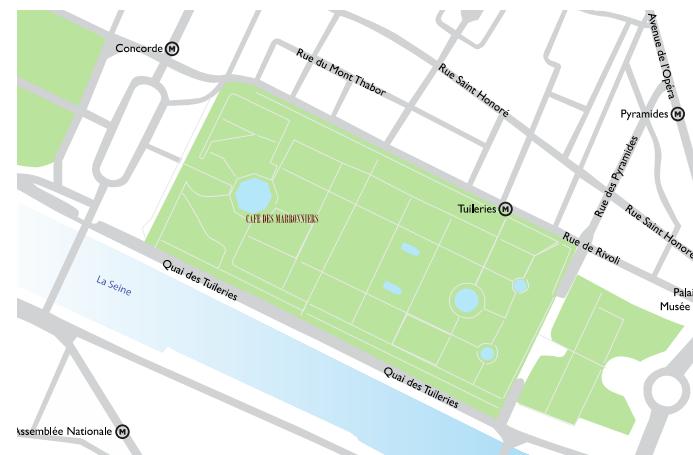 Avenue de l'Opéra
Concorde M
Rue du Mont Thabor
Rue Saint Honoré
Pyramides M
Rue des Pyramides
CAFE DES MARRONNIERS
Tuileries M
Rue Saint Honoré
Rue de Rivoli
Quai des Tuileries
La Seine
Palai
Musée
Quai des Tuileries
Assemblée Nationale M